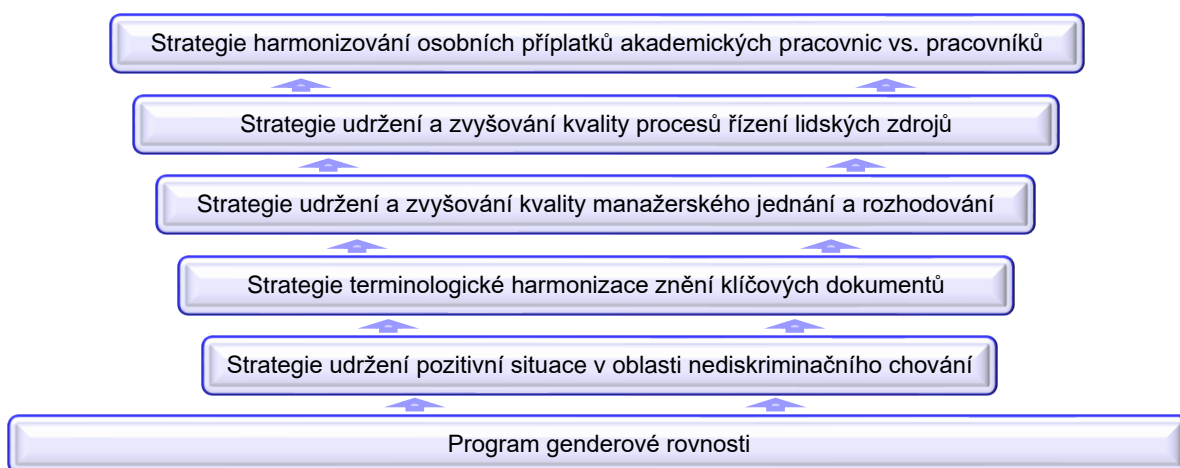 Strategie harmonizování osobních příplatků akademických pracovnic vs. pracovníků
Strategie udržení a zvyšování kvality procesů řízení lidských zdrojů
Strategie udržení a zvyšování kvality manažerského jednání a rozhodování
Strategie terminologické harmonizace znění klíčových dokumentů
Strategie udržení pozitivní situace v oblasti nediskriminačního chování
Program genderové rovnosti